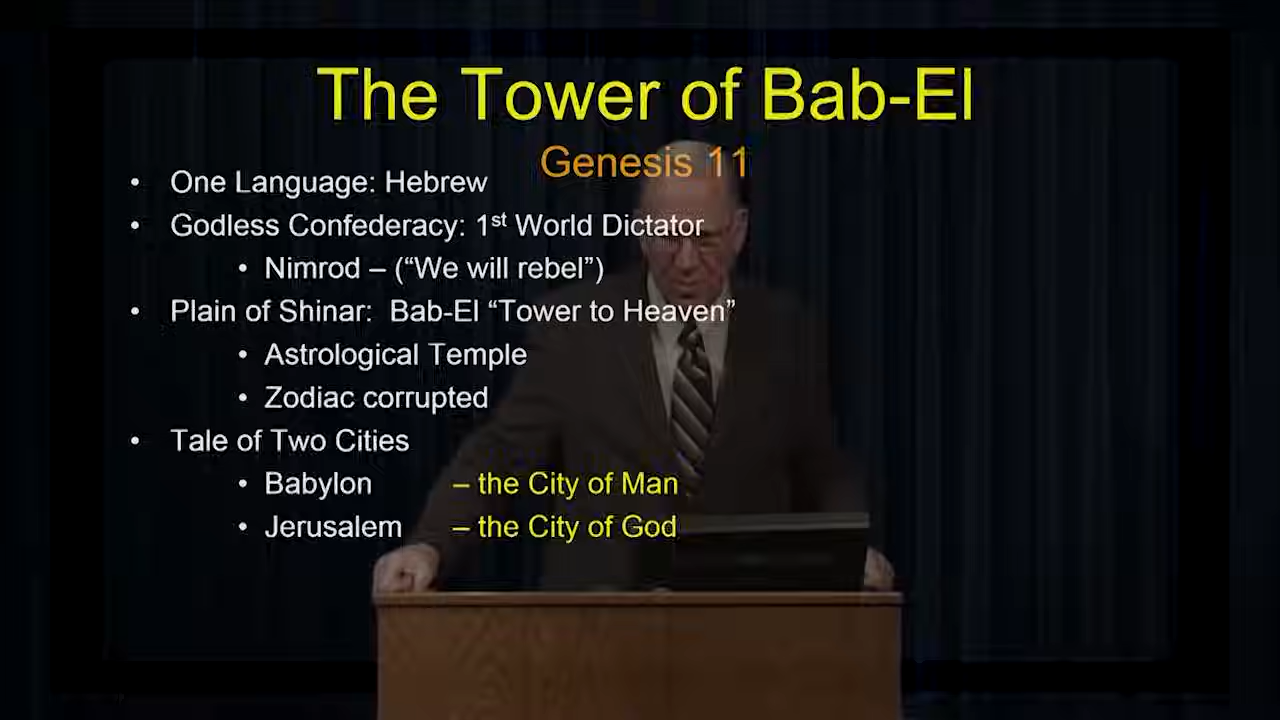 The Tower of Bab-El
Genesis 11
• One Language: Hebrew
• Godless Confederacy: 1st World Dictator
• Nimrod – (“We will rebel”)
• Plain of Shinar: Bab-El “Tower to Heaven”
• Astrological Temple
• Zodiac corrupted
• Tale of Two Cities
• Babylon – the City of Man
• Jerusalem – the City of God